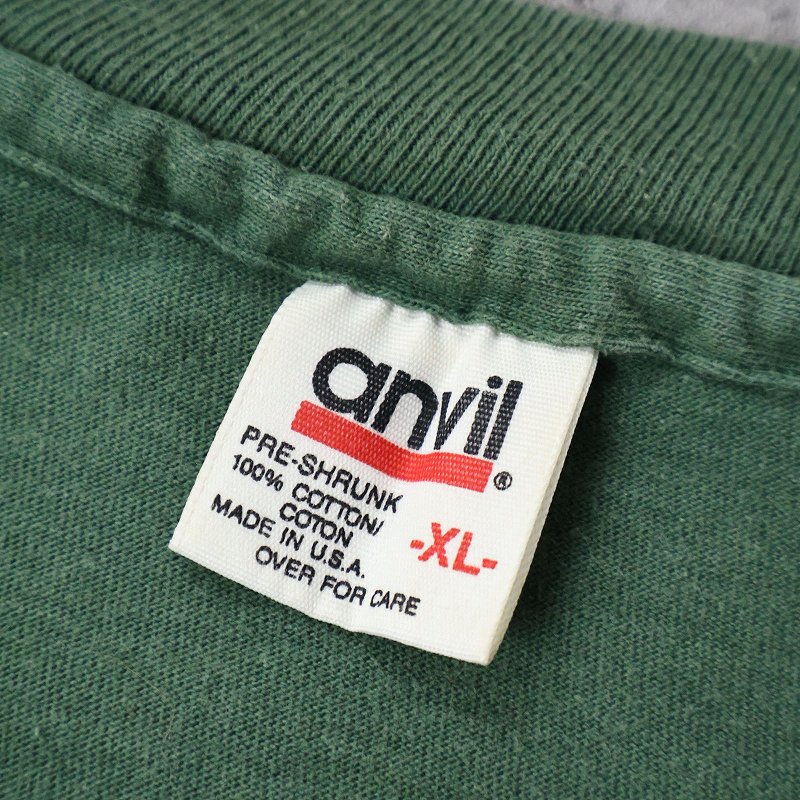 anvil®
PRE-SHRUNK
100% COTTON/
COTON
MADE IN U.S.A.
OVER FOR CARE
-XL-